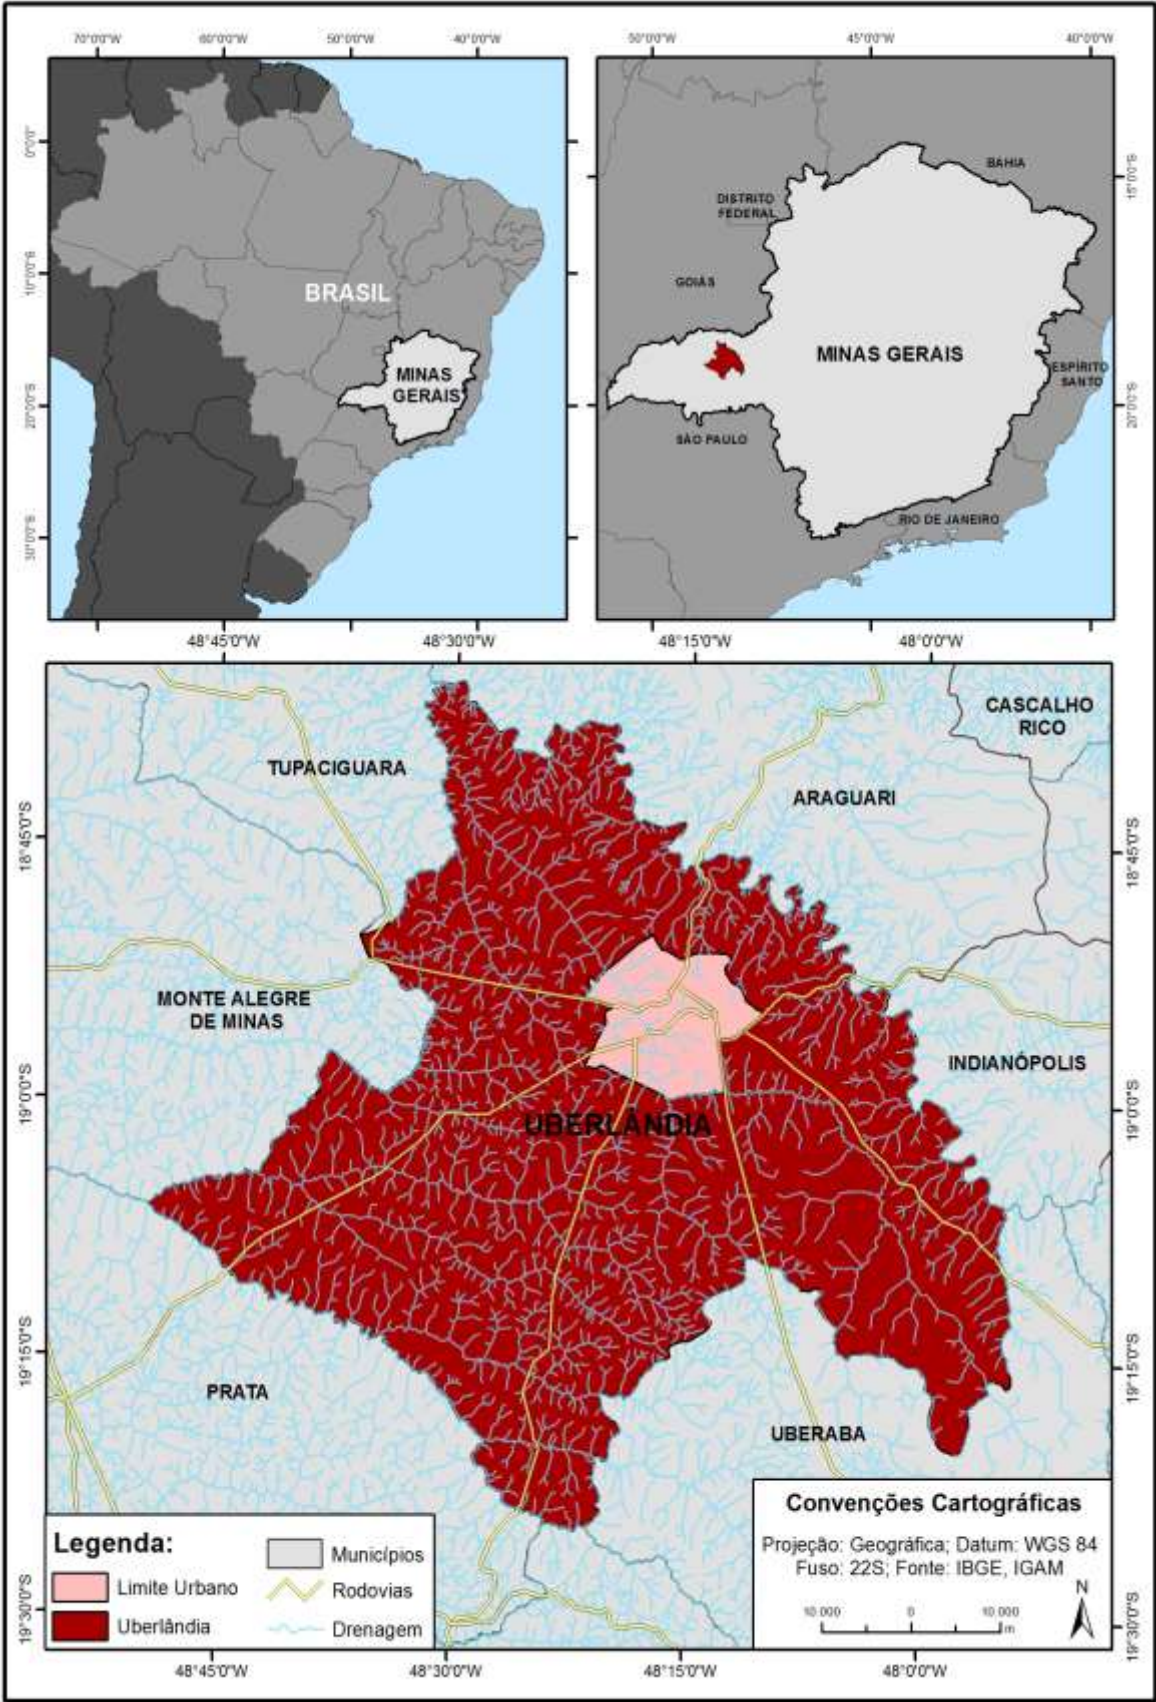 70°0'0"W
60°0'0"W
50°0'0"W
40°0'0"W
50°0'0"W
45°0'0"W
40°0'0"W
0°0'0"
10°0'0"S
20°0'0"S
30°0'0"S
BRASIL
MINAS
GERAIS
BAHIA
DISTRITO
FEDERAL
GOIÁS
MINAS GERAIS
ESPÍRITO
SANTO
SÃO PAULO
RIO DE JANEIRO
15°0'0"S
20°0'0"S
48°45'0"W
48°30'0"W
48°15'0"W
48°0'0"W
CASCALHO
RICO
TUPACIGUARA
ARAGUARI
MONTE ALEGRE
DE MINAS
INDIANÓPOLIS
UBERLÂNDIA
PRATA
UBERABA
18°45'0"S
19°0'0"S
19°15'0"S
19°30'0"S
18°45'0"S
19°0'0"S
19°15'0"S
19°30'0"S
Legenda:
Limite Urbano
Uberlândia
Municípios
Rodovias
Drenagem
Convenções Cartográficas
Projeção: Geográfica; Datum: WGS 84
Fuso: 22S; Fonte: IBGE, IGAM
N
10.000 0 10.000
m
48°45'0"W
48°30'0"W
48°15'0"W
48°0'0"W